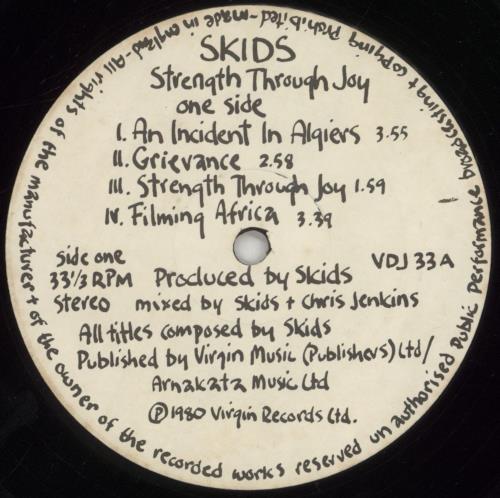 SKIDS
Strength Through Joy
one side
I. An Incident In Algiers 3.55
II. Grievance 2.58
III. Strength Through Joy 1.59
IV. Filming Africa 3.39
side one
33⅓ RPM
stereo
VDJ 33 A
Produced by Skids
mixed by Skids + Chris Jenkins
All titles composed by Skids
Published by Virgin Music (Publishers) Ltd/
Arnakata Music Ltd
℗ 1980 Virgin Records Ltd.
All rights of the manufacturer + of the owner of the recorded works reserved un authorised Public Performance broadcasting + copying Prohibited - made in england -